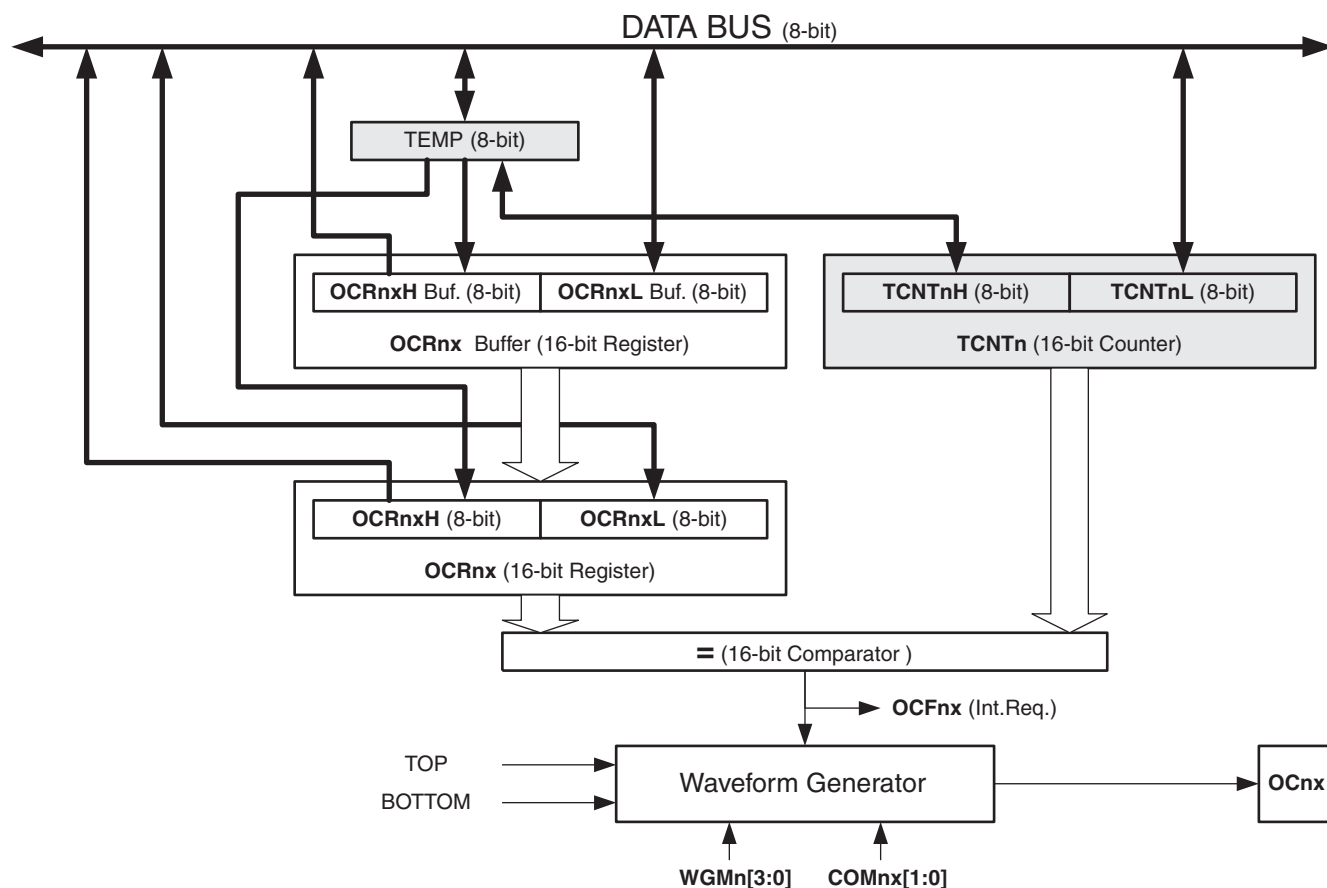 DATA BUS (8-bit)
TEMP (8-bit)
OCRnxH Buf. (8-bit)
OCRnxL Buf. (8-bit)
TCNTnH (8-bit)
TCNTnL (8-bit)
OCRnx Buffer (16-bit Register)
TCNTn (16-bit Counter)
OCRnxH (8-bit)
OCRnxL (8-bit)
OCRnx (16-bit Register)
= (16-bit Comparator )
OCFnx (Int.Req.)
TOP
BOTTOM
Waveform Generator
OCnx
WGMn[3:0]
COMnx[1:0]